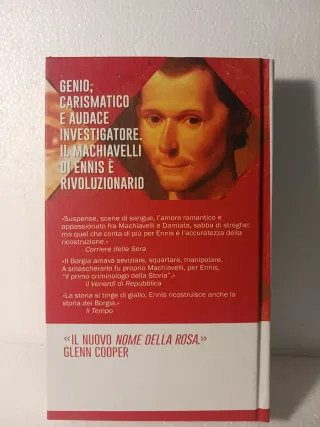 GENIO,
CARISMATICO
E AUDACE
INVESTIGATORE.
IL MACHIAVELLI
DI ENNIS È
RIVOLUZIONARIO
«Suspense, scene di sangue, l'amore romantico e
appassionato fra Machiavelli e Damiata, sabba di streghe:
ma quel che conta di più per Ennis è l'accuratezza della
ricostruzione.»
Corriere della Sera
«Il Borgia amava seviziare, squartare, manipolare.
A smascherarlo fu proprio Machiavelli, per Ennis,
"il primo criminologo della Storia".»
il Venerdì di Repubblica
«La storia si tinge di giallo, Ennis ricostruisce anche la
storia dei Borgia.»
Il Tempo
«IL NUOVO NOME DELLA ROSA.»
GLENN COOPER